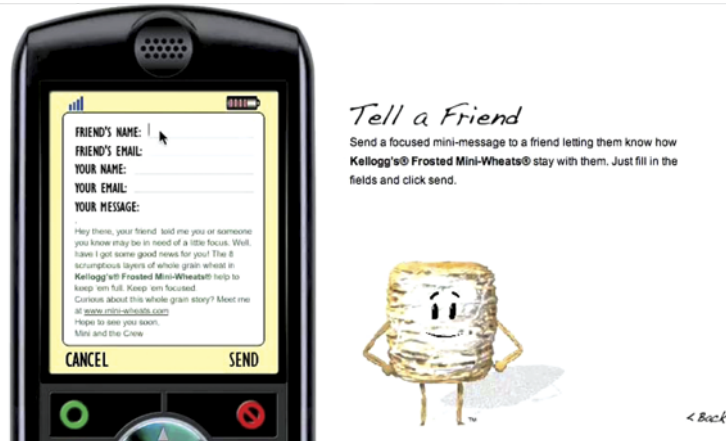 FRIEND'S NAME:
FRIEND'S EMAIL:
YOUR NAME:
YOUR EMAIL:
YOUR MESSAGE:
Hey there, your friend told me you or someone
you know may be in need of a little focus. Well,
have I got some good news for you! The 8
scrumptious layers of whole grain wheat in
Kellogg's® Frosted Mini-Wheats® help to
keep 'em full. Keep 'em focused.
Curious about this whole grain story? Meet me
at www.mini-wheats.com
Hope to see you soon,
Mini and the Crew
CANCEL
SEND
Tell a Friend
Send a focused mini-message to a friend letting them know how
Kellogg's® Frosted Mini-Wheats® stay with them. Just fill in the
fields and click send.
TM
< Back